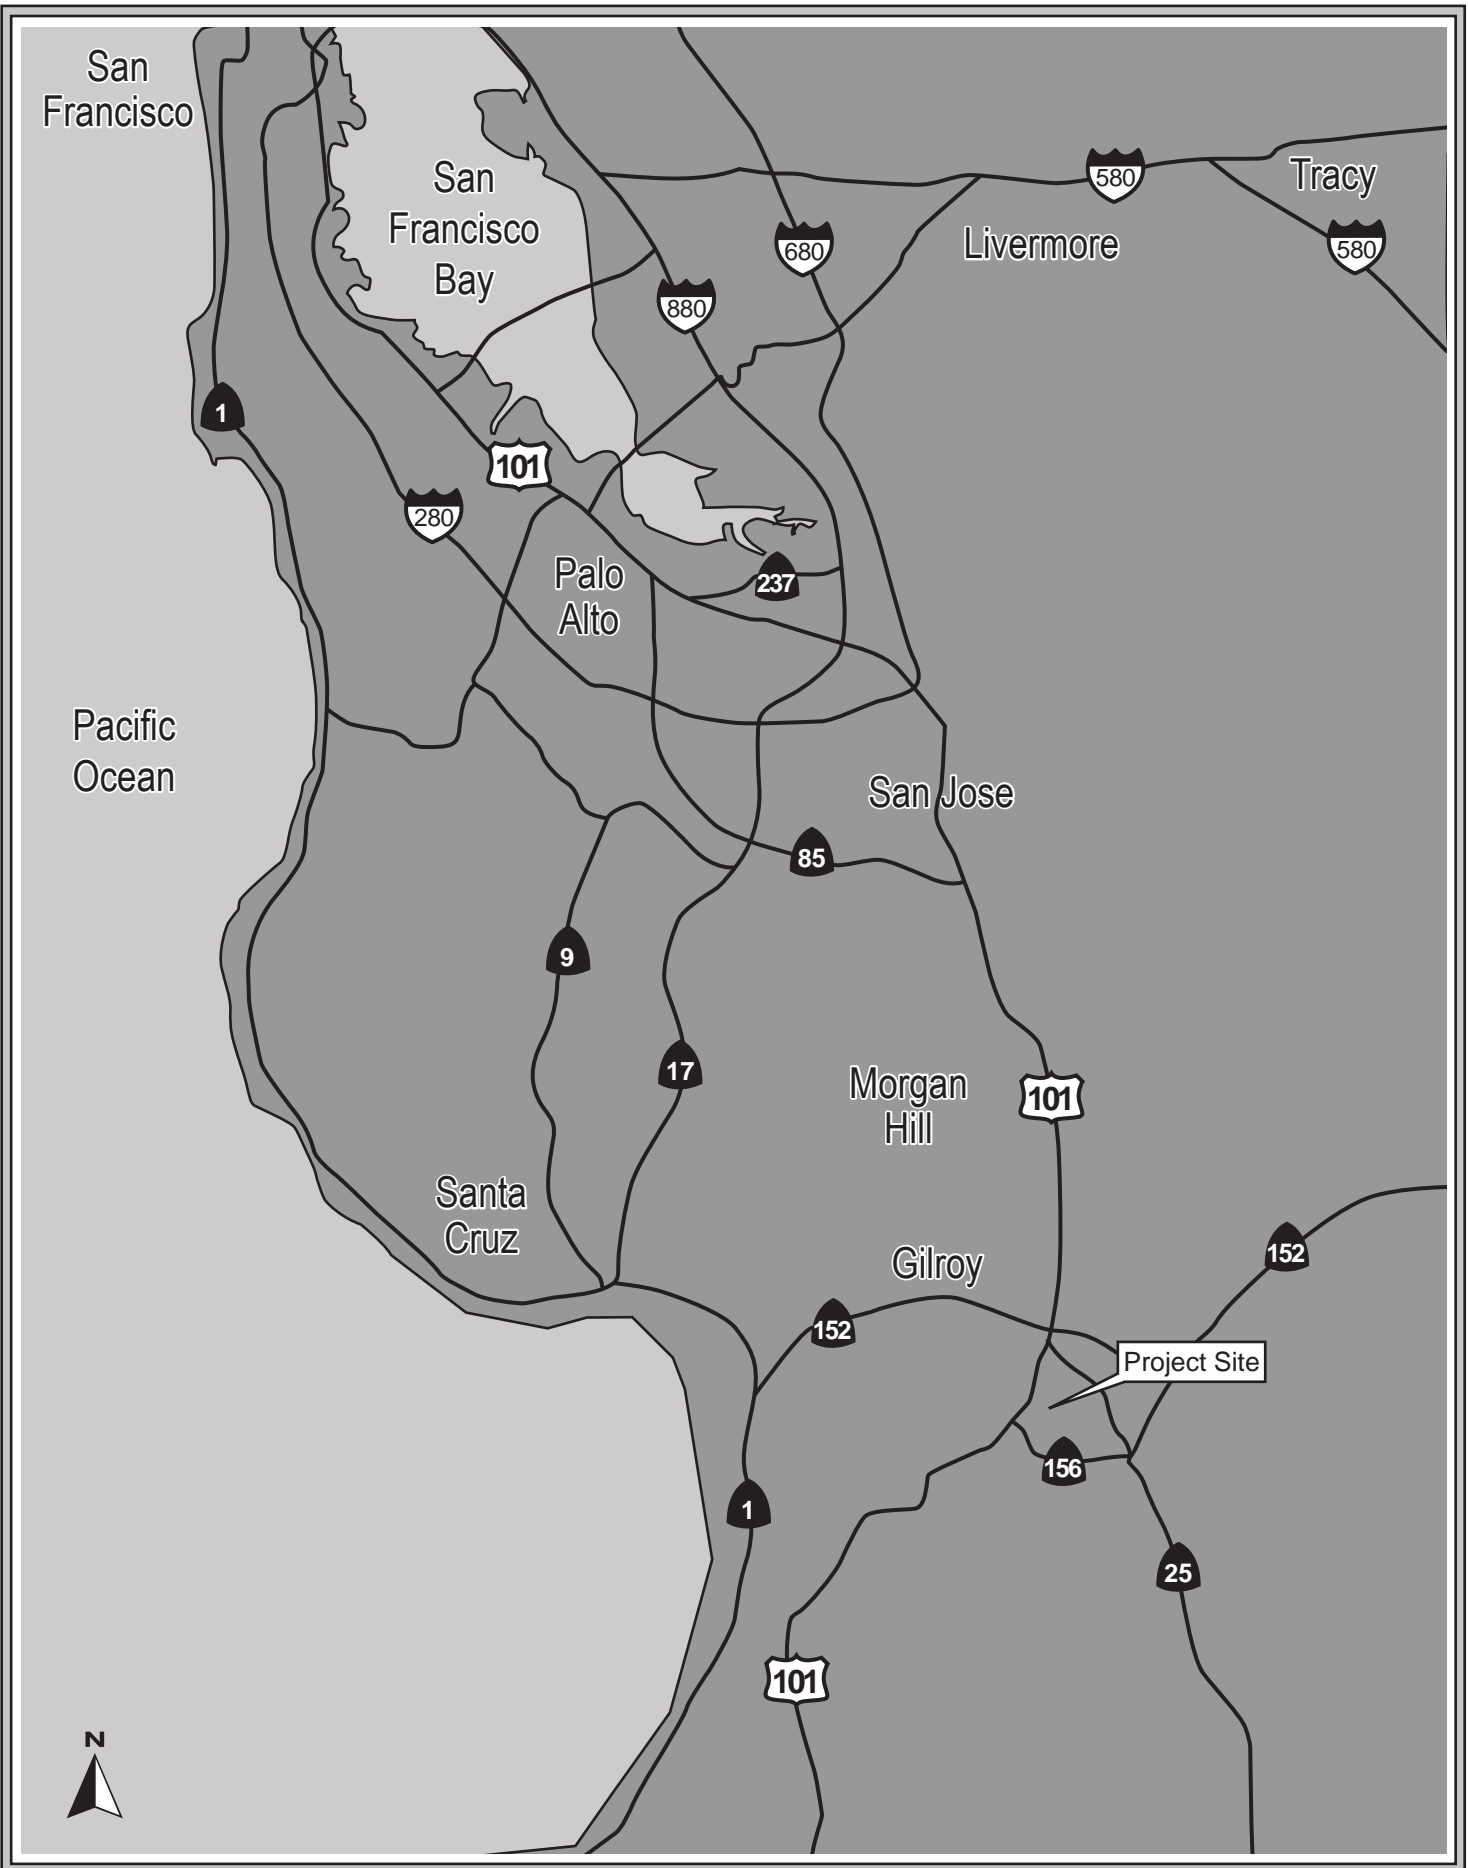 San
Francisco
San
Francisco
Bay
580
Tracy
680
Livermore
580
880
1
101
280
Palo
Alto
237
Pacific
Ocean
San Jose
85
9
17
Morgan
Hill
101
Santa
Cruz
Gilroy
152
152
Project Site
156
1
25
101
N